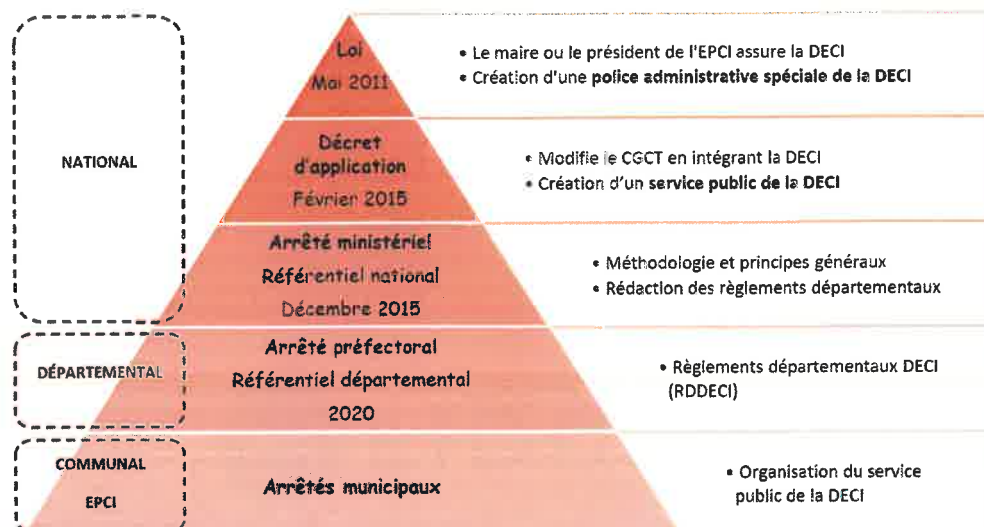 Loi
Mai 2011
• Le maire ou le président de l'EPCI assure la DECI
• Création d'une police administrative spéciale de la DECI
NATIONAL
Décret
d'application
Février 2015
• Modifie le CGCT en intégrant la DECI
• Création d'un service public de la DECI
Arrêté ministériel
Référentiel national
Décembre 2015
• Méthodologie et principes généraux
• Rédaction des règlements départementaux
DÉPARTEMENTAL
Arrêté préfectoral
Référentiel départemental
2020
• Règlements départementaux DECI
(RDDECI)
COMMUNAL
EPCI
Arrêtés municipaux
• Organisation du service
public de la DECI